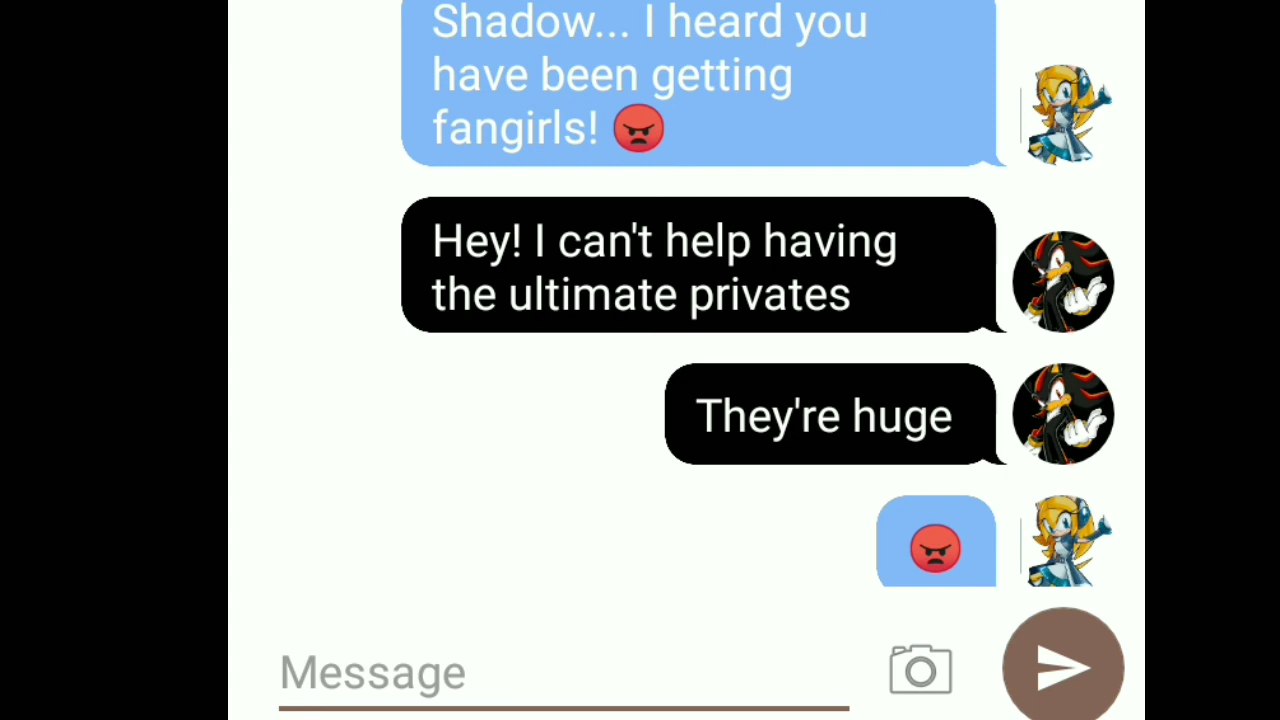 Shadow... I heard you
have been getting
fangirls! 😡
Hey! I can't help having
the ultimate privates
They're huge
😡
Message